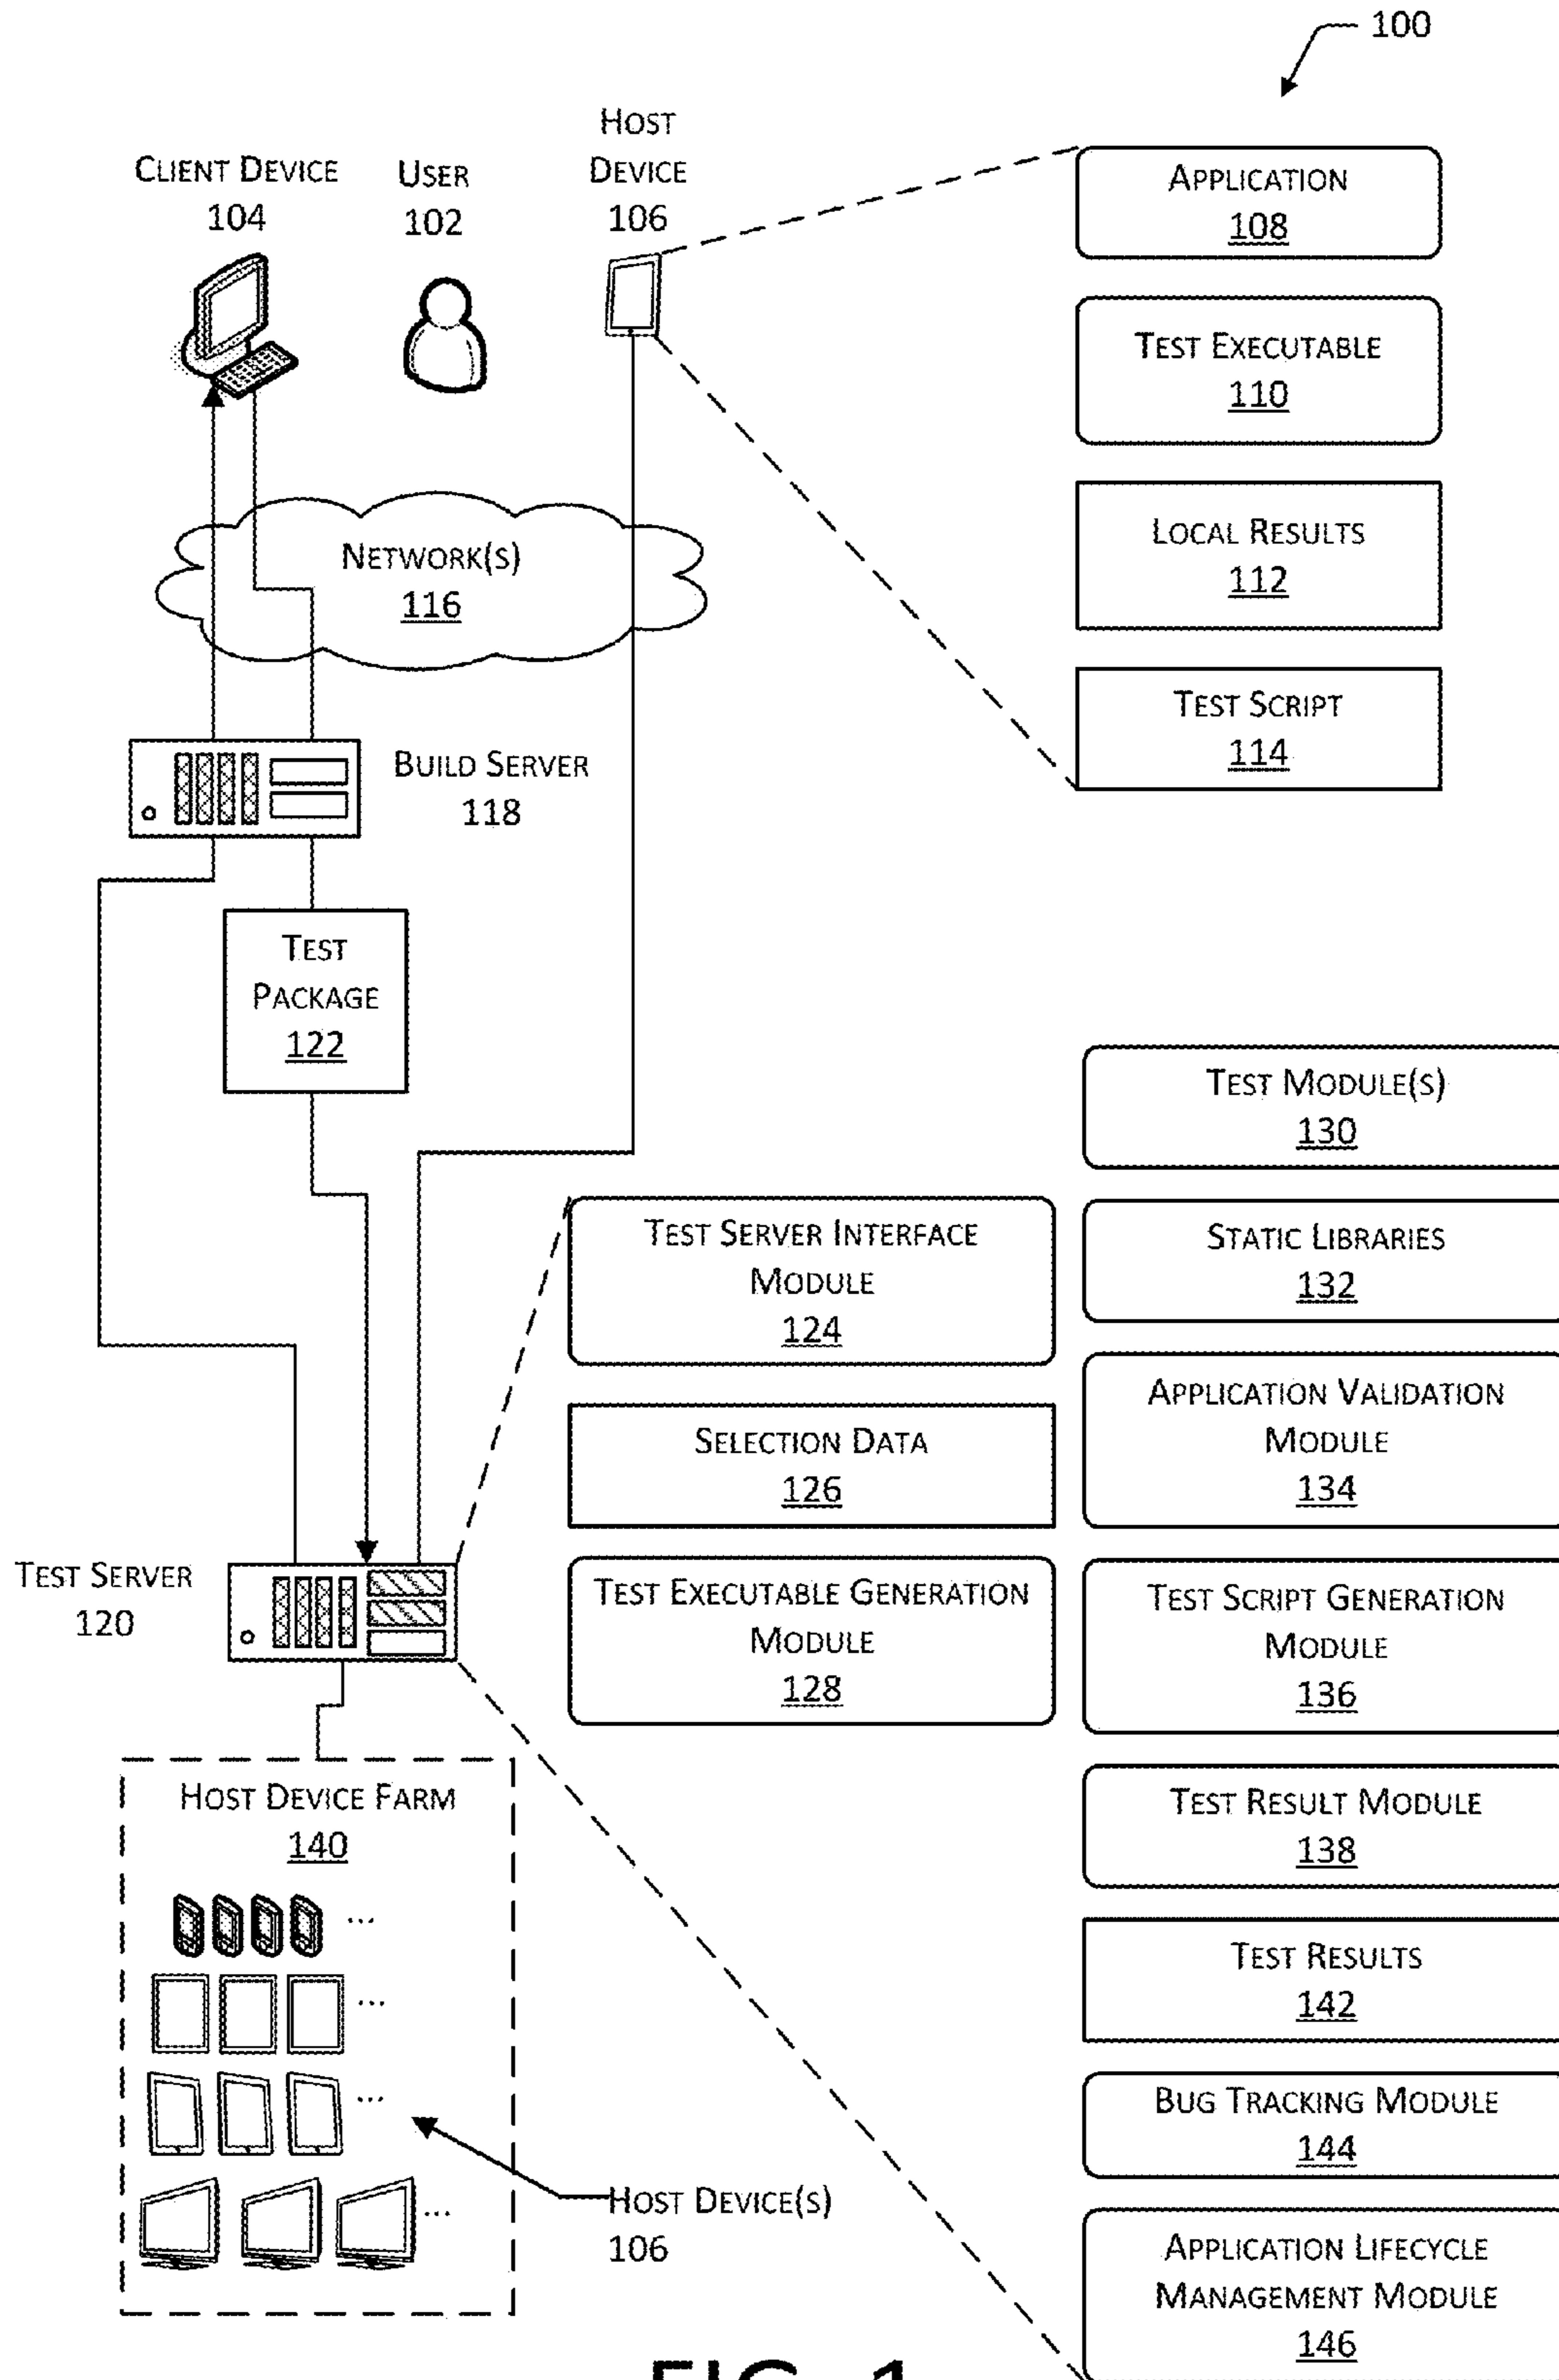 100
HOST
DEVICE
106
CLIENT DEVICE
104
USER
102
APPLICATION
108
TEST EXECUTABLE
110
LOCAL RESULTS
112
TEST SCRIPT
114
NETWORK(S)
116
BUILD SERVER
118
TEST
PACKAGE
122
TEST SERVER
120
TEST SERVER INTERFACE
MODULE
124
SELECTION DATA
126
TEST EXECUTABLE GENERATION
MODULE
128
TEST MODULE(S)
130
STATIC LIBRARIES
132
APPLICATION VALIDATION
MODULE
134
TEST SCRIPT GENERATION
MODULE
136
TEST RESULT MODULE
138
TEST RESULTS
142
BUG TRACKING MODULE
144
APPLICATION LIFECYCLE
MANAGEMENT MODULE
146
HOST DEVICE FARM
140
...
...
...
...
HOST DEVICE(S)
106
FIG. 1